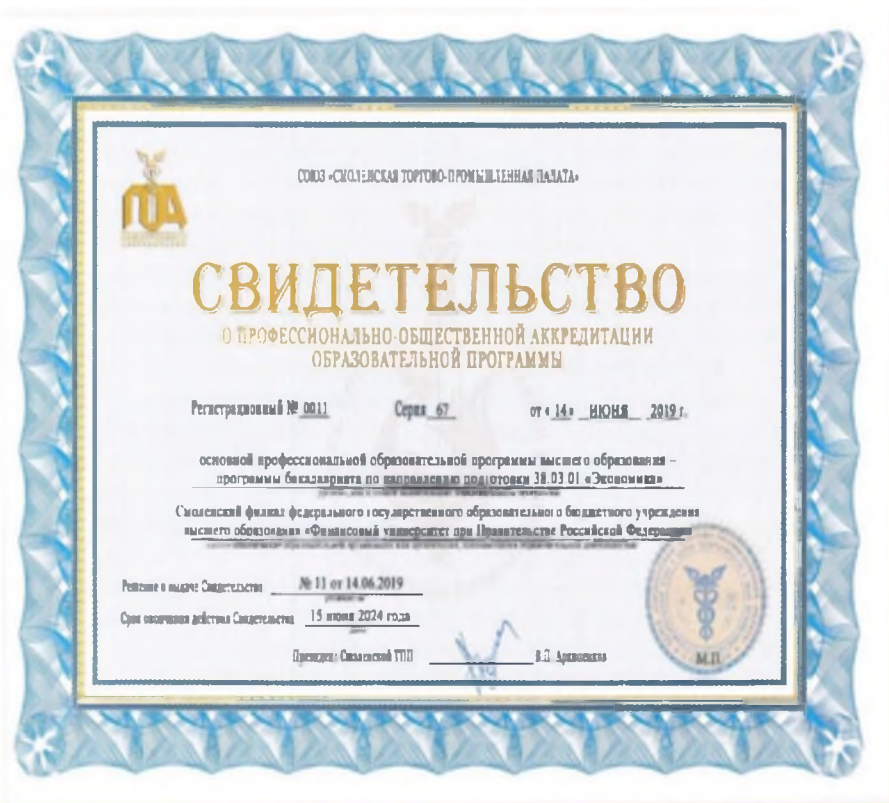 СОЮЗ «СМОЛЕНСКАЯ ТОРГОВО-ПРОМЫШЛЕННАЯ ПАЛАТА»
СВИДЕТЕЛЬСТВО
О ПРОФЕССИОНАЛЬНО-ОБЩЕСТВЕННОЙ АККРЕДИТАЦИИ
ОБРАЗОВАТЕЛЬНОЙ ПРОГРАММЫ
Регистрационный № 0011 Серия 67 от « 14 » ИЮНЯ 2019 г.
основной профессиональной образовательной программы высшего образования –
программы бакалавриата по направлению подготовки 38.03.01 «Экономика»
Смоленский филиал федерального государственного образовательного бюджетного учреждения
высшего образования «Финансовый университет при Правительстве Российской Федерации»
Решение о выдаче Свидетельства № 11 от 14.06.2019
Срок окончания действия Свидетельства 15 июня 2024 года
Президент Смоленской ТПП В.П.
М.П.